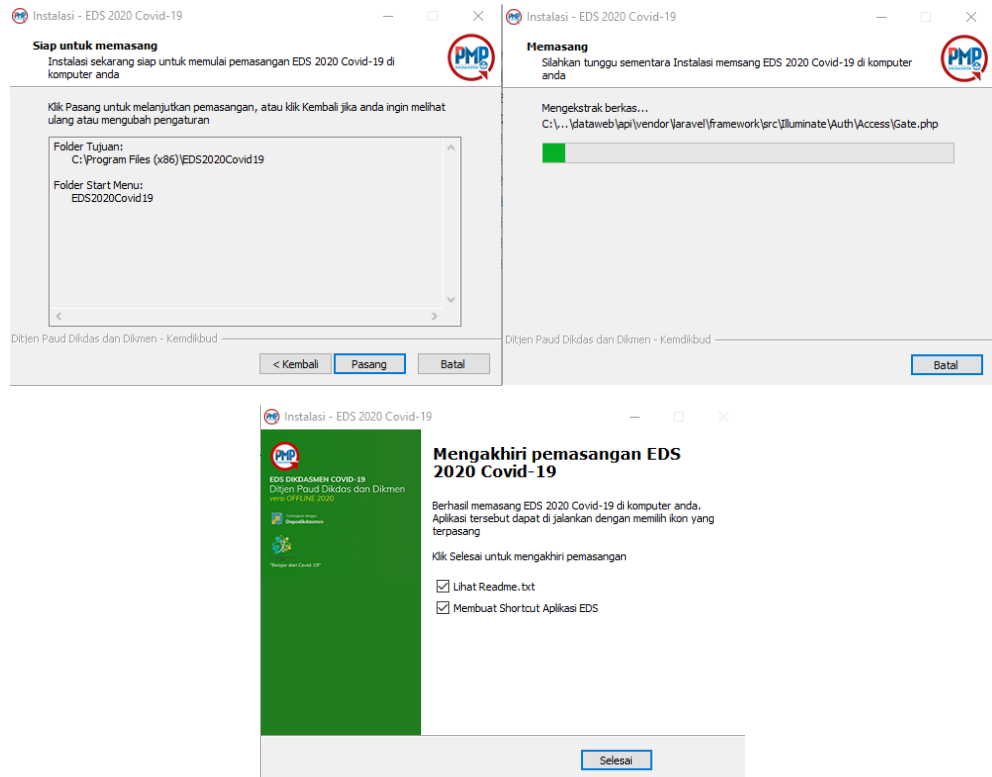 Instalasi - EDS 2020 Covid-19
Siap untuk memasang
Instalasi sekarang siap untuk memulai pemasangan EDS 2020 Covid-19 di
komputer anda
PMP
Klik Pasang untuk melanjutkan pemasangan, atau klik Kembali jika anda ingin melihat
ulang atau mengubah pengaturan
Folder Tujuan:
C:\Program Files (x86)\EDS2020Covid19
Folder Start Menu:
EDS2020Covid19
Ditjen Paud Dikdas dan Dikmen - Kemdikbud
< Kembali
Pasang
Batal
Instalasi - EDS 2020 Covid-19
Memasang
Silahkan tunggu sementara Instalasi memsang EDS 2020 Covid-19 di komputer
anda
PMP
Mengekstrak berkas...
C:\...\dataweb\api\vendor\laravel\framework\src\Illuminate\Auth\Access\Gate.php
Ditjen Paud Dikdas dan Dikmen - Kemdikbud
Batal
Instalasi - EDS 2020 Covid-19
PMP
EDS DIKDASMEN COVID-19
Ditjen Paud Dikdas dan Dikmen
versi OFFLINE 2020
Dapodikdasmen
"Belajar dari Covid-19"
Mengakhiri pemasangan EDS
2020 Covid-19
Berhasil memasang EDS 2020 Covid-19 di komputer anda.
Aplikasi tersebut dapat di jalankan dengan memilih ikon yang
terpasang
Klik Selesai untuk mengakhiri pemasangan
Lihat Readme.txt
Membuat Shortcut Aplikasi EDS
Selesai